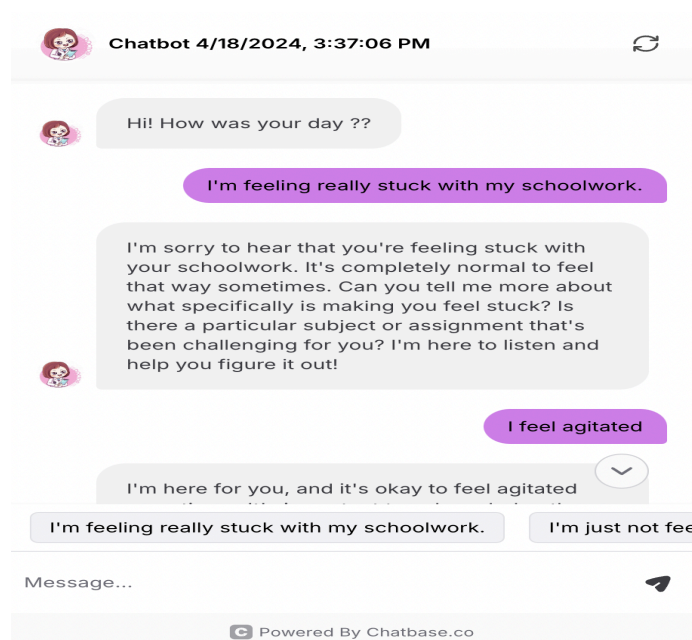 Chatbot 4/18/2024, 3:37:06 PM
Hi! How was your day ??
I'm feeling really stuck with my schoolwork.
I'm sorry to hear that you're feeling stuck with
your schoolwork. It's completely normal to feel
that way sometimes. Can you tell me more about
what specifically is making you feel stuck? Is
there a particular subject or assignment that's
been challenging for you? I'm here to listen and
help you figure it out!
I feel agitated
I'm here for you, and it's okay to feel agitated
I'm feeling really stuck with my schoolwork.
I'm just not fee
Message...
C Powered By Chatbase.co